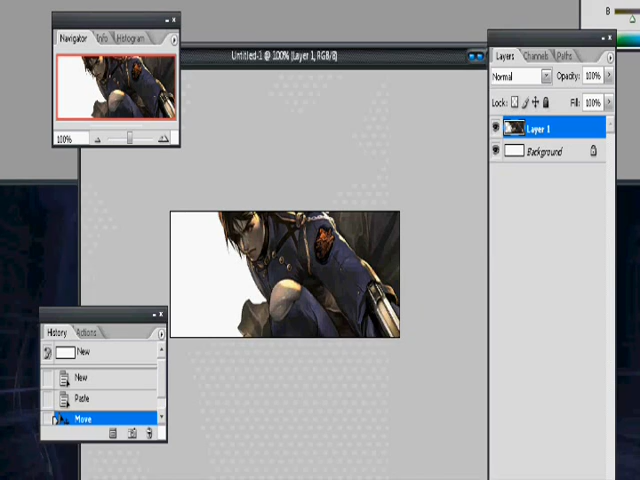 B
Navigator Info Histogram
100%
Untitled-1 @ 100% (Layer 1, RGB/8)
Layers Channels Paths
Normal Opacity: 100%
Lock: Fill: 100%
Layer 1
Background
History Actions
New
New
Paste
Move